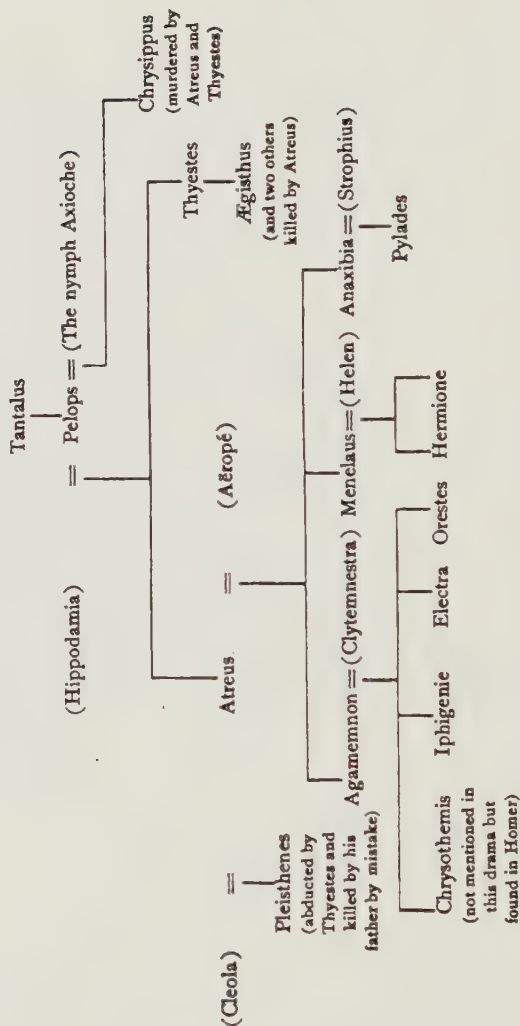 Tantalus
(Hippodamia) = Pelops = (The nymph Axioche)
Chrysippus
(murdered by
Atreus and
Thyestes)
(Cleola) = Atreus = (Aëropé)
Thyestes
Pleisthenes
(abducted by
Thyestes and
killed by his
father by mistake)
Ægisthus
(and two others
killed by Atreus)
Agamemnon = (Clytemnestra) Menelaus = (Helen) Anaxibia = (Strophius)
Chrysothemis
(not mentioned in
this drama but
found in Homer)
Iphigenie Electra Orestes Hermione Pylades